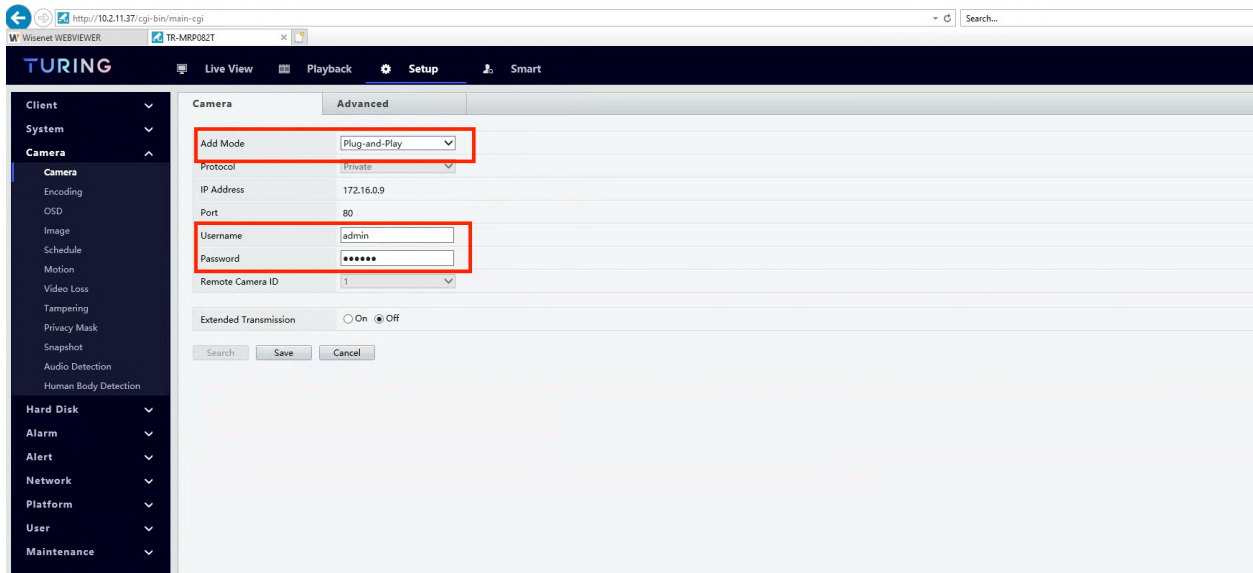 http://10.2.11.37/cgi-bin/main-cgi
Search...
W Wisenet WEBVIEWER TR-MRP082T
TURING Live View Playback Setup Smart
Client
System
Camera
Camera
Encoding
OSD
Image
Schedule
Motion
Video Loss
Tampering
Privacy Mask
Snapshot
Audio Detection
Human Body Detection
Hard Disk
Alarm
Alert
Network
Platform
User
Maintenance
Camera Advanced
Add Mode Plug-and-Play
Protocol Private
IP Address 172.16.0.9
Port 80
Username admin
Password ••••••
Remote Camera ID 1
Extended Transmission On Off
Search Save Cancel